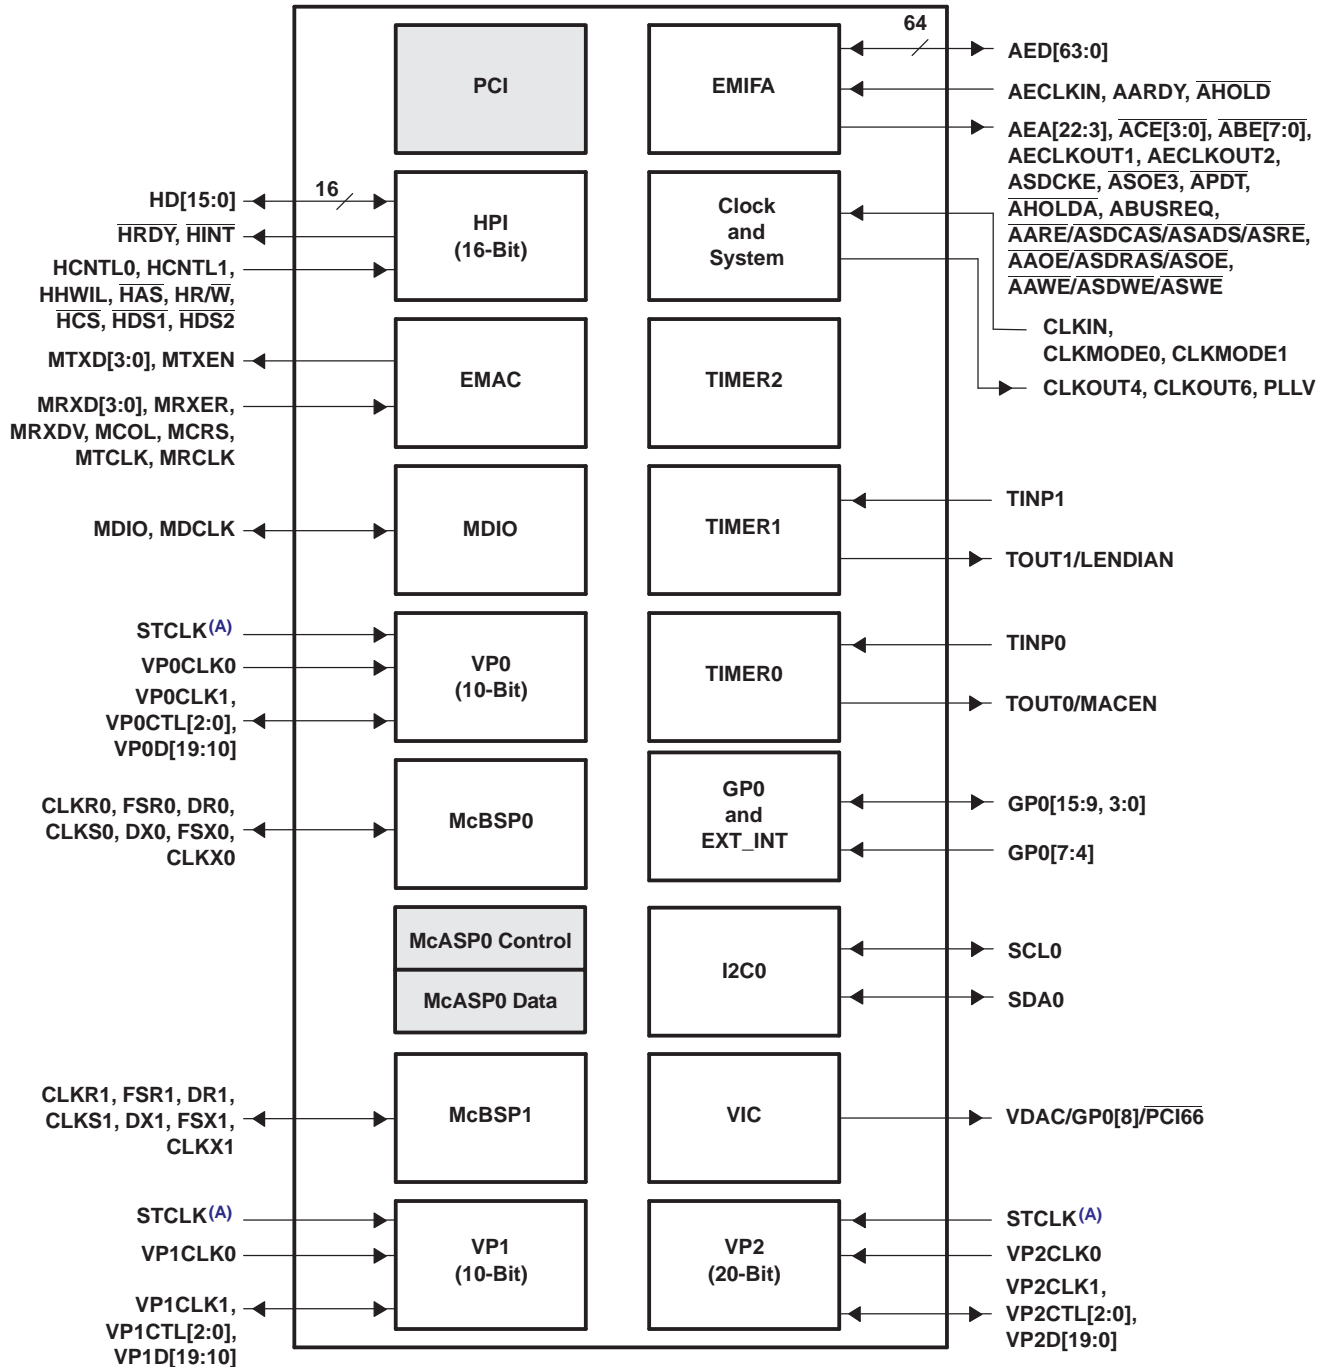 64
PCI
EMIFA
AED[63:0]
AECLKIN, AARDY, AHOLD
AEA[22:3], ACE[3:0], ABE[7:0],
AECLKOUT1, AECLKOUT2,
ASDCKE, ASOE3, APDT,
AHOLDA, ABUSREQ,
AARE/ASDCAS/ASADS/ASRE,
AAOE/ASDRAS/ASOE,
AAWE/ASDWE/ASWE
HD[15:0]
16
HRDY, HINT
HCNTL0, HCNTL1,
HHWIL, HAS, HR/W,
HCS, HDS1, HDS2
HPI
(16-Bit)
Clock
and
System
CLKIN,
CLKMODE0, CLKMODE1
CLKOUT4, CLKOUT6, PLLV
MTXD[3:0], MTXEN
MRXD[3:0], MRXER,
MRXDV, MCOL, MCRS,
MTCLK, MRCLK
EMAC
TIMER2
MDIO, MDCLK
MDIO
TIMER1
TINP1
TOUT1/LENDIAN
STCLK(A)
VP0CLK0
VP0CLK1,
VP0CTL[2:0],
VP0D[19:10]
VP0
(10-Bit)
TIMER0
TINP0
TOUT0/MACEN
CLKR0, FSR0, DR0,
CLKS0, DX0, FSX0,
CLKX0
McBSP0
GP0
and
EXT_INT
GP0[15:9, 3:0]
GP0[7:4]
McASP0 Control
McASP0 Data
I2C0
SCL0
SDA0
CLKR1, FSR1, DR1,
CLKS1, DX1, FSX1,
CLKX1
McBSP1
VIC
VDAC/GP0[8]/PCI66
STCLK(A)
VP1CLK0
VP1CLK1,
VP1CTL[2:0],
VP1D[19:10]
VP1
(10-Bit)
VP2
(20-Bit)
STCLK(A)
VP2CLK0
VP2CLK1,
VP2CTL[2:0],
VP2D[19:0]